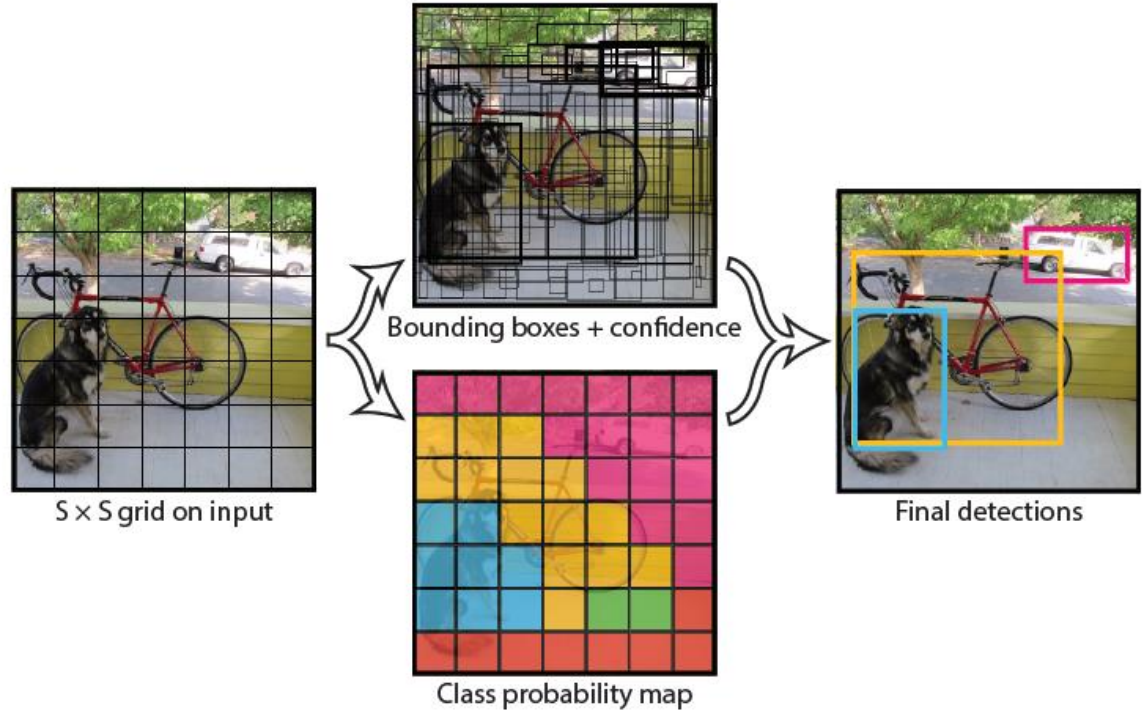 S × S grid on input
Bounding boxes + confidence
Class probability map
Final detections